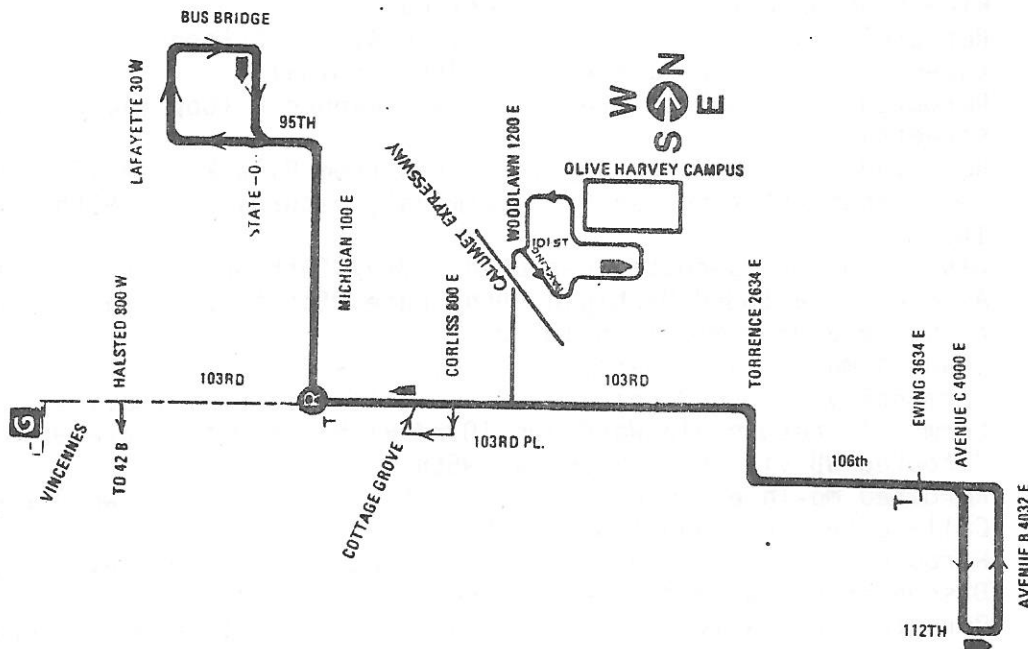 BUS BRIDGE
LAFAYETTE 30 W
95TH
STATE-0
MICHIGAN 100 E
CALUMET EXPRESSWAY
WOODLAWN 1200 E
W
S N
E
OLIVE HARVEY CAMPUS
101 ST
G
VINCENNES
HALSTED 800 W
TO 42 B
103RD
R
T
CORLISS 800 E
COTTAGE GROVE
103RD PL.
103RD
TORRENCE 2634 E
106th
T
EWING 3634 E
AVENUE C 4000 E
112TH
AVENUE B 4032 E